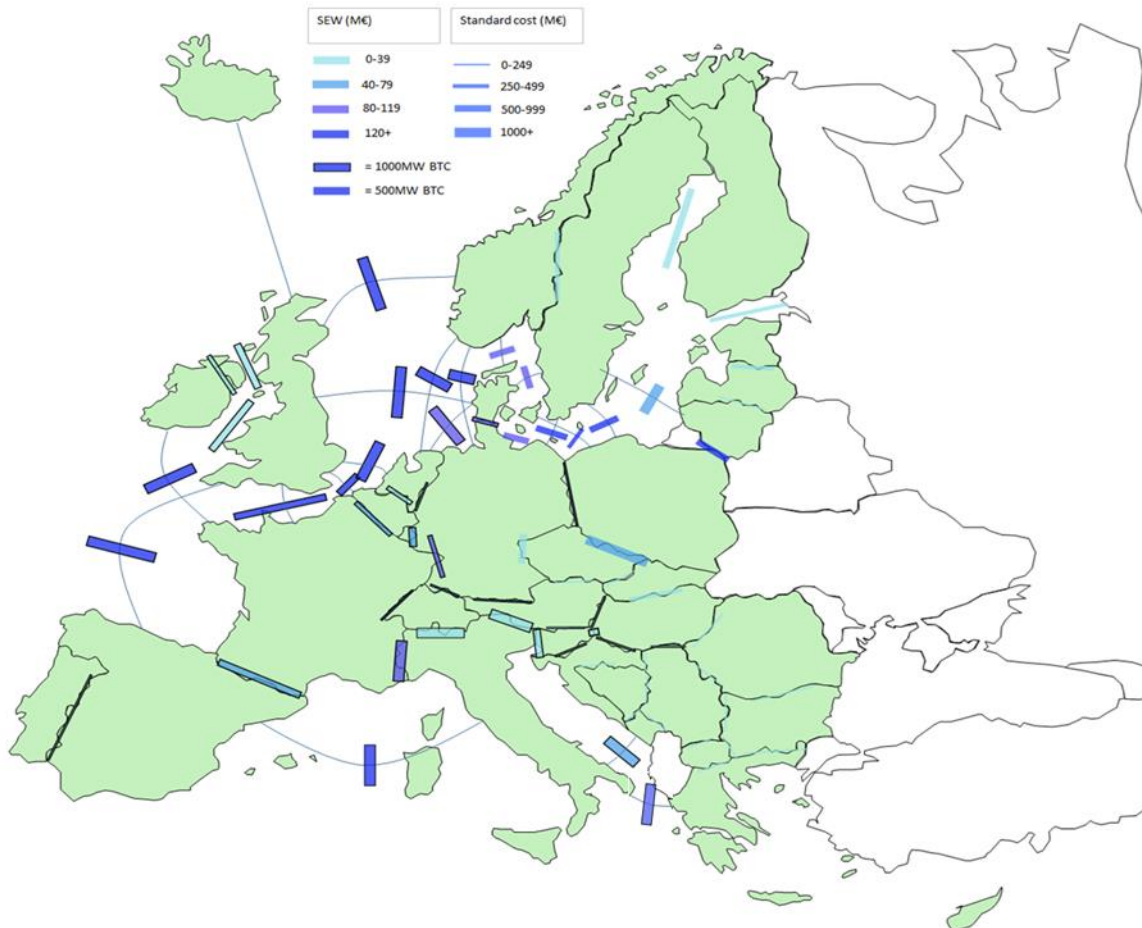 SEW (M€)
0-39
40-79
80-119
120+
= 1000MW BTC
= 500MW BTC
Standard cost (M€)
0-249
250-499
500-999
1000+